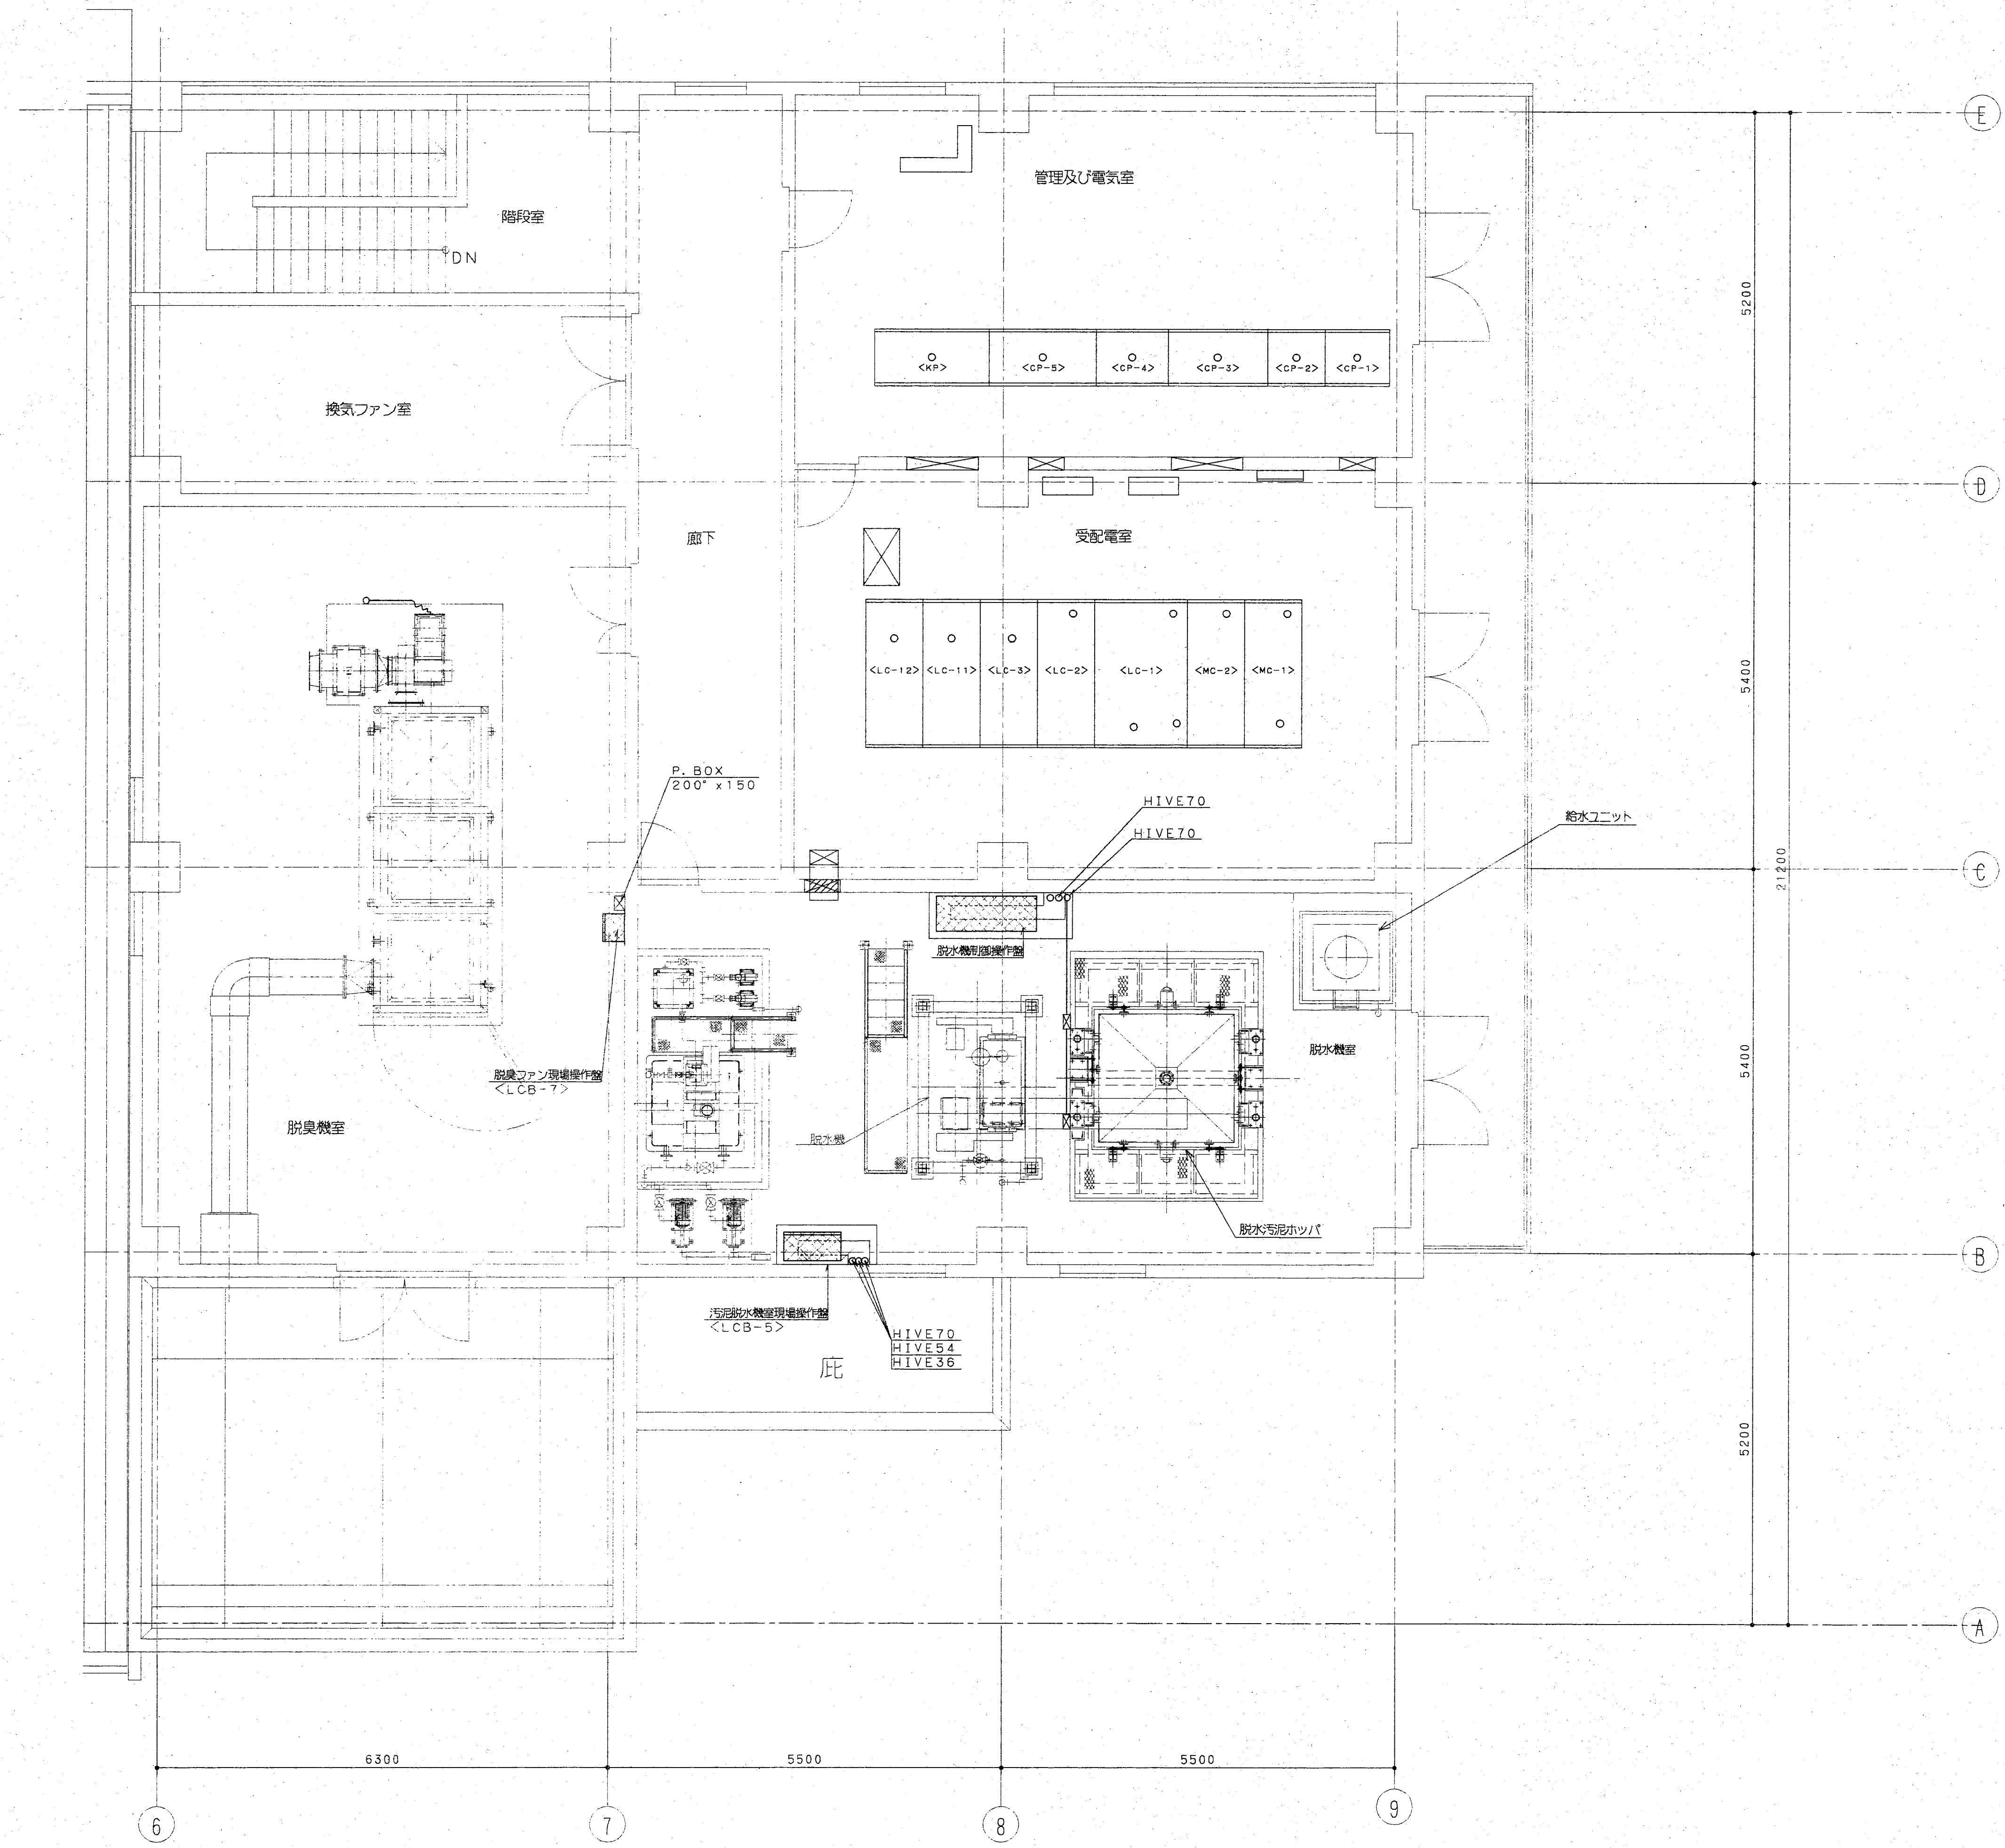 E
管理及び電気室
階段室
DN
5200
<KP>
<CP-5>
<CP-4>
<CP-3>
<CP-2>
<CP-1>
換気ファン室
D
廊下
受配電室
<LC-12>
<LC-11>
<LC-3>
<LC-2>
<LC-1>
<MC-2>
<MC-1>
5400
P. BOX
200° x150
HIVE70
HIVE70
給水ユニット
C
21200
脱水機制御操作盤
脱水機室
脱臭ファン現場操作盤
<LCB-7>
5400
脱臭機室
脱水機
脱水汚泥ホッパ
B
汚泥脱水機室現場操作盤
<LCB-5>
HIVE70
HIVE54
HIVE36
庇
5200
A
6300
5500
5500
6
7
8
9